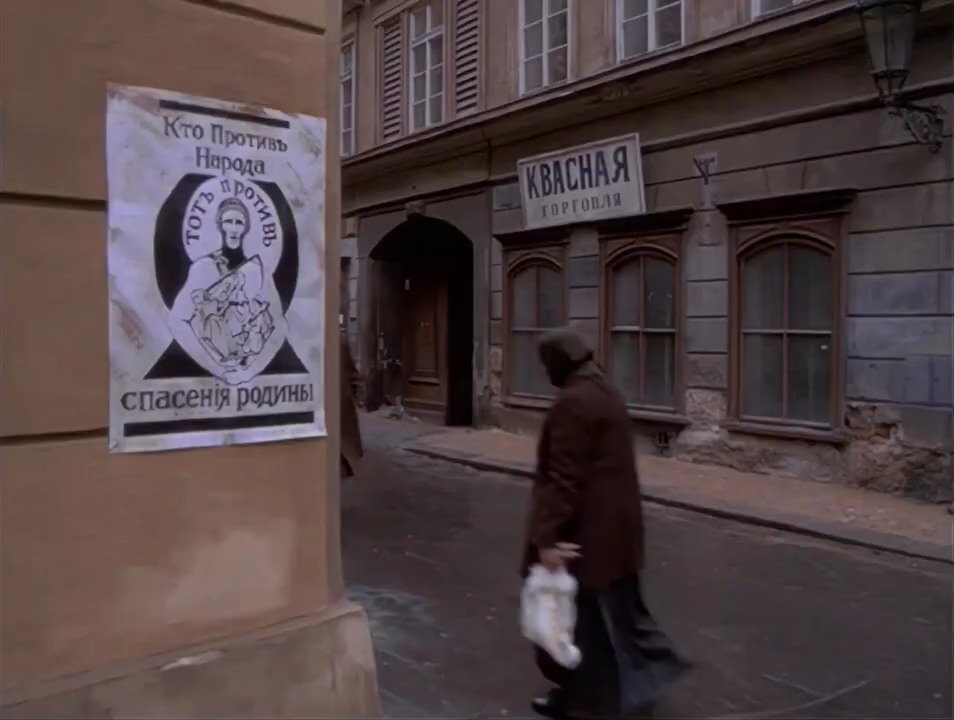 Кто Противъ
Народа
ТОТЪ ПРОТИВЪ
спасенія родины
КВАСНАЯ
ТОРГОВЛЯ